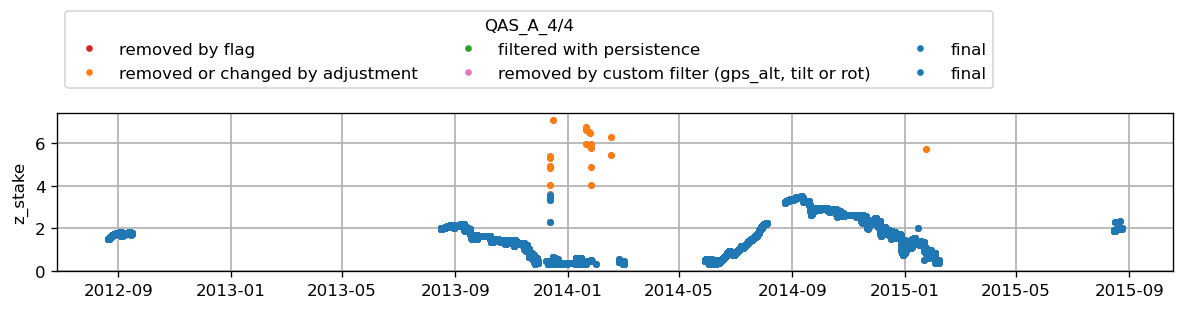 QAS_A_4/4
removed by flag
filtered with persistence
final
removed or changed by adjustment
removed by custom filter (gps_alt, tilt or rot)
final
z_stake
6
4
2
0
2012-09 2013-01 2013-05 2013-09 2014-01 2014-05 2014-09 2015-01 2015-05 2015-09